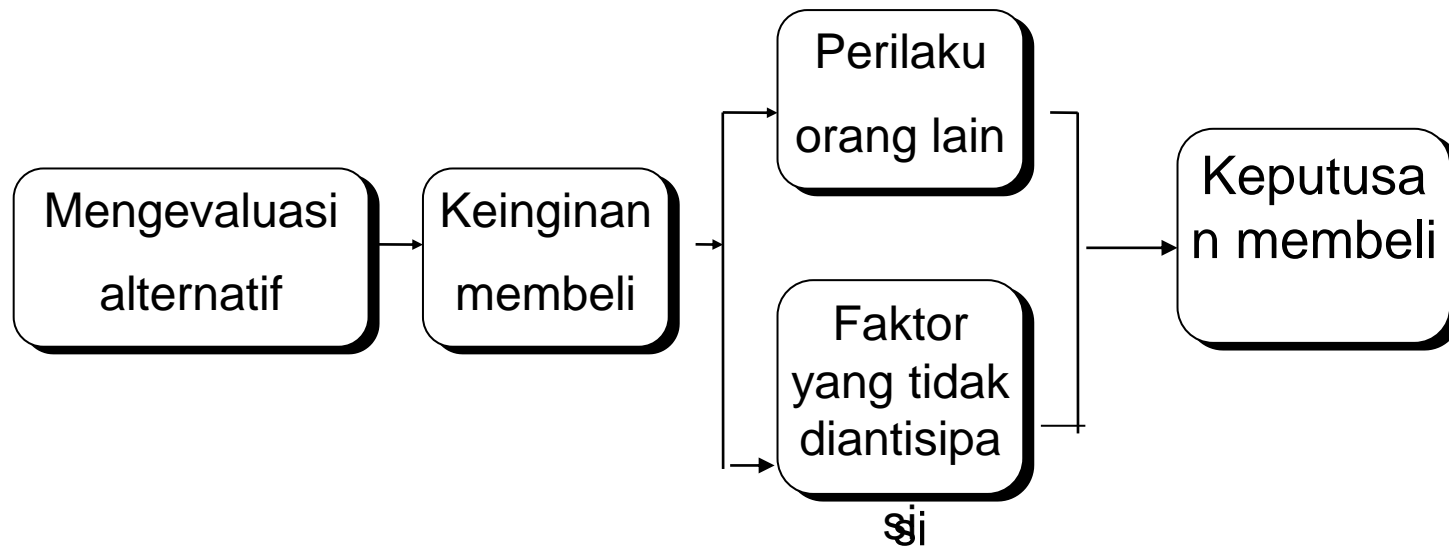 Mengevaluasi
alternatif
Keinginan
membeli
Perilaku
orang lain
Faktor
yang tidak
diantisipa
si
Keputusa
n membeli